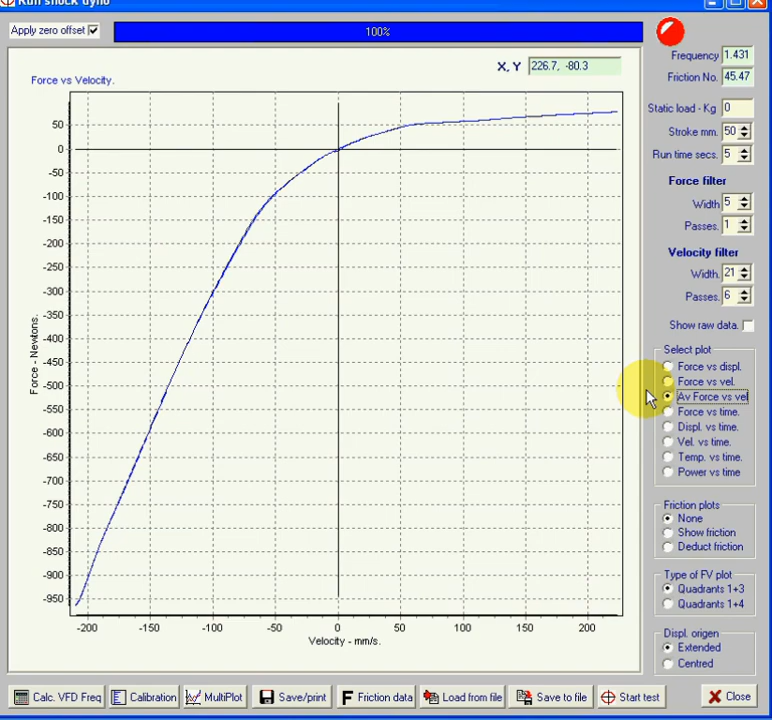 Run shock dyno
Apply zero offset
100%
Frequency 1.431
Friction No. 45.47
Static load - Kg 0
Stroke mm. 50
Run time secs. 5
Force filter
Width 5
Passes. 1
Velocity filter
Width. 21
Passes. 6
Show raw data.
Select plot
Force vs displ.
Force vs vel.
Av Force vs vel
Force vs time.
Displ. vs time.
Vel. vs time.
Temp. vs time.
Power vs time
Friction plots
None
Show friction
Deduct friction
Type of FV plot
Quadrants 1+3
Quadrants 1+4
Displ. origen
Extended
Centred
X, Y 226.7, -80.3
Force vs Velocity.
50
0
-50
-100
-150
-200
-250
-300
-350
-400
-450
-500
-550
-600
-650
-700
-750
-800
-850
-900
-950
Force - Newtons.
-200 -150 -100 -50 0 50 100 150 200
Velocity - mm/s.
Calc. VFD Freq Calibration MultiPlot Save/print F Friction data Load from file Save to file Start test Close